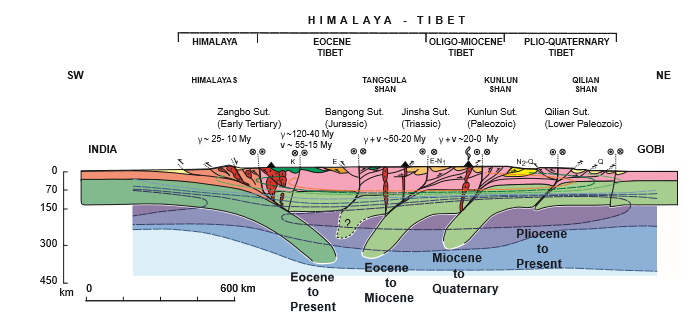 HIMALAYA - TIBET
HIMALAYA
EOCENE
TIBET
OLIGO-MIOCENE
TIBET
PLIO-QUATERNARY
TIBET
SW
NE
HIMALAYAS
TANGGULA
SHAN
KUNLUN
SHAN
QILIAN
SHAN
Zangbo Sut.
(Early Tertiary)
Bangong Sut.
(Jurassic)
Jinsha Sut.
(Triassic)
Kunlun Sut.
(Paleozoic)
Qilian Sut.
(Lower Paleozoic)
γ ~ 25- 10 My
γ ~120-40 My
v ~ 55-15 My
γ + v ~50-20 My
γ + v ~20-0 My
INDIA
GOBI
K
E
E-N1
N2-Q
Q
0
70
150
300
450
km
?
0
600 km
Eocene
to
Present
Eocene
to
Miocene
Miocene
to
Quaternary
Pliocene
to
Present